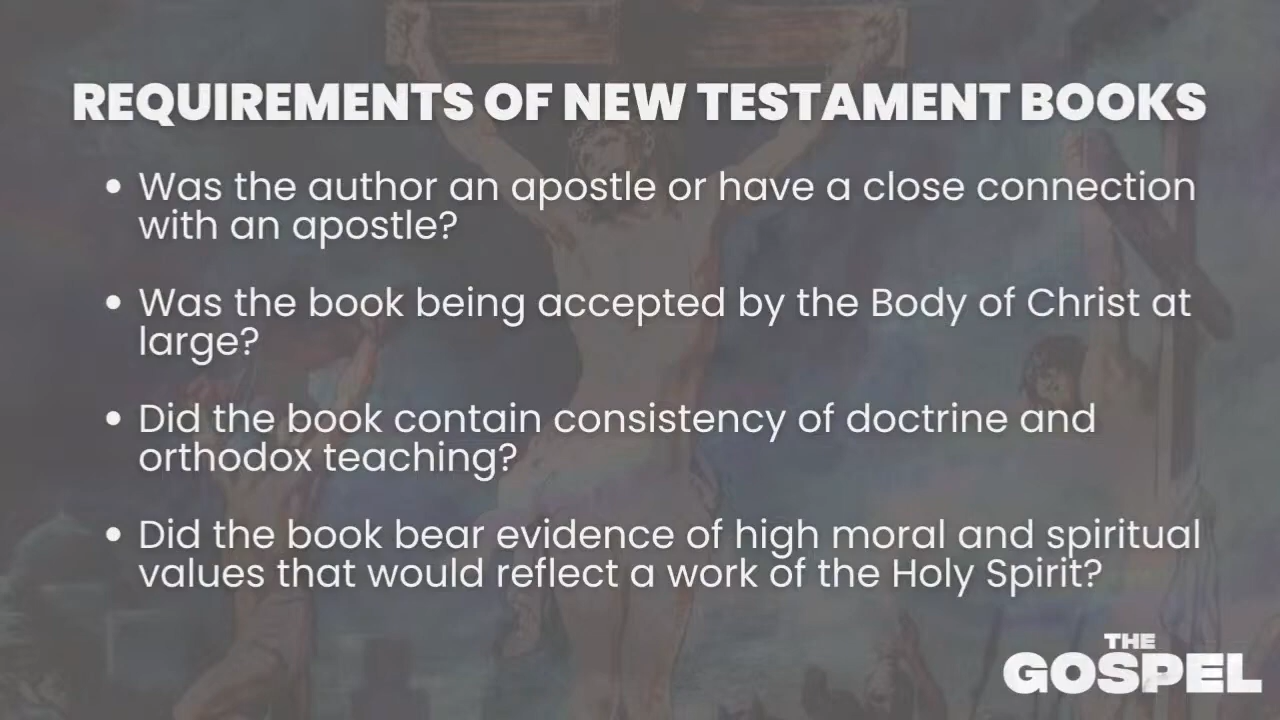 REQUIREMENTS OF NEW TESTAMENT BOOKS
• Was the author an apostle or have a close connection
with an apostle?
• Was the book being accepted by the Body of Christ at
large?
• Did the book contain consistency of doctrine and
orthodox teaching?
• Did the book bear evidence of high moral and spiritual
values that would reflect a work of the Holy Spirit?
THE
GOSPEL